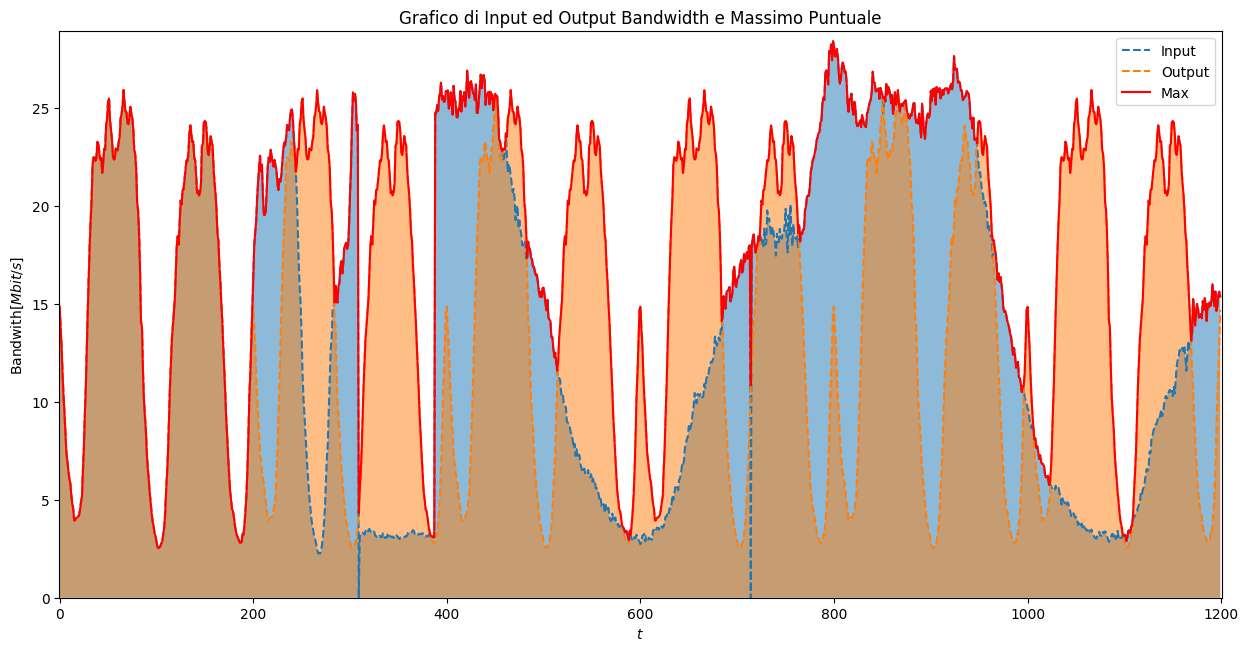 Grafico di Input ed Output Bandwidth e Massimo Puntuale
Input
Output
Max
Bandwith[Mbit/s]
25
20
15
10
5
0
0 200 400 600 800 1000 1200
t